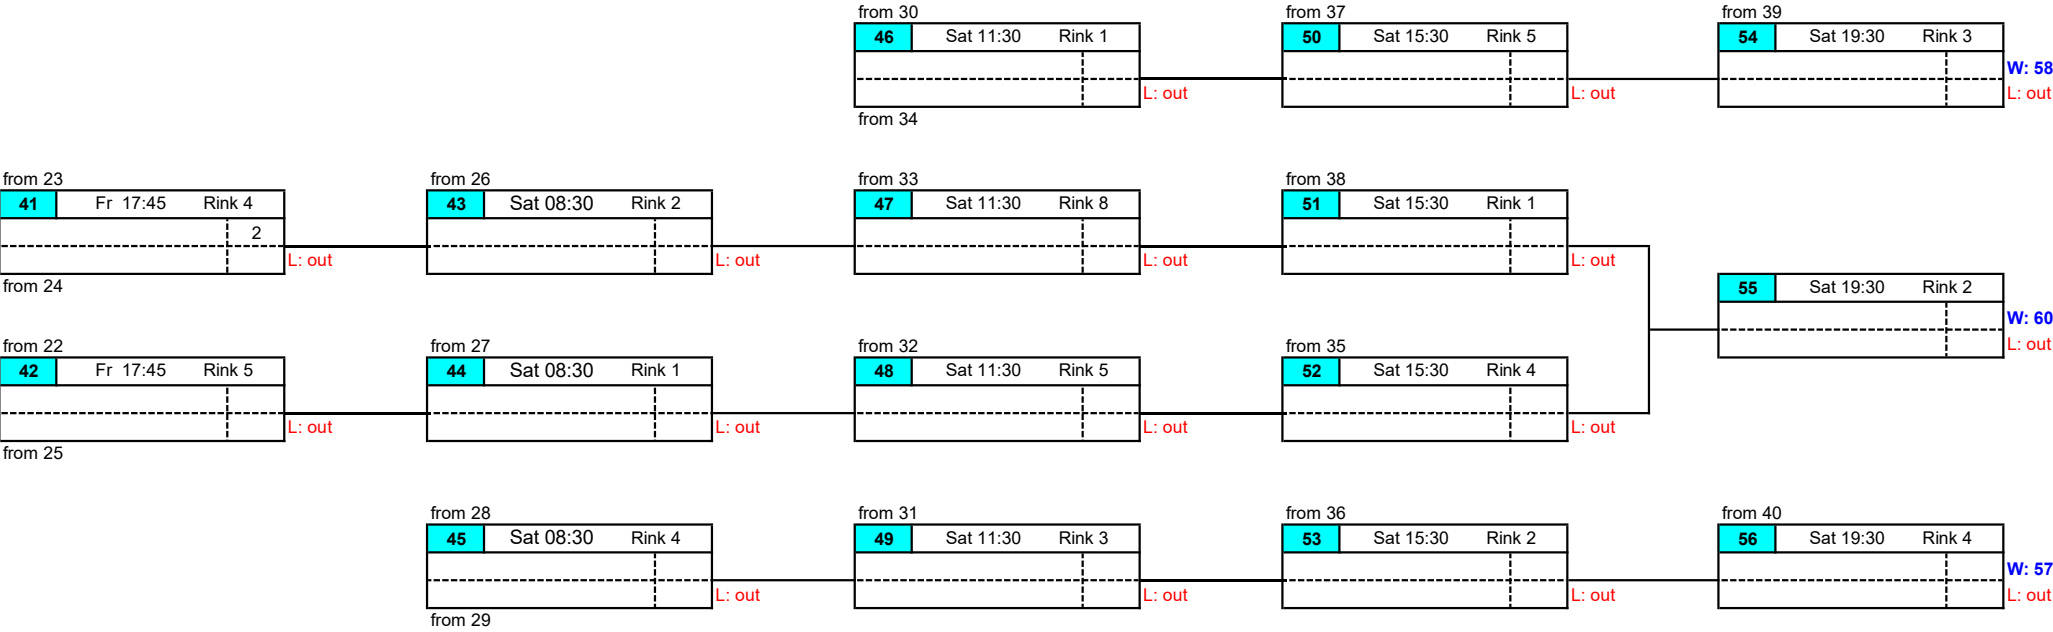 from 30 from 37 from 39
46 Sat 11:30 Rink 1 50 Sat 15:30 Rink 5 54 Sat 19:30 Rink 3
W: 58
L: out L: out L: out
from 34
from 23 from 26 from 33 from 38
41 Fr 17:45 Rink 4 43 Sat 08:30 Rink 2 47 Sat 11:30 Rink 8 51 Sat 15:30 Rink 1
2
L: out L: out L: out L: out
from 24
55 Sat 19:30 Rink 2
W: 60
L: out
from 22 from 27 from 32 from 35
42 Fr 17:45 Rink 5 44 Sat 08:30 Rink 1 48 Sat 11:30 Rink 5 52 Sat 15:30 Rink 4
L: out L: out L: out L: out
from 25
from 28 from 31 from 36 from 40
45 Sat 08:30 Rink 4 49 Sat 11:30 Rink 3 53 Sat 15:30 Rink 2 56 Sat 19:30 Rink 4
W: 57
L: out L: out L: out L: out
from 29